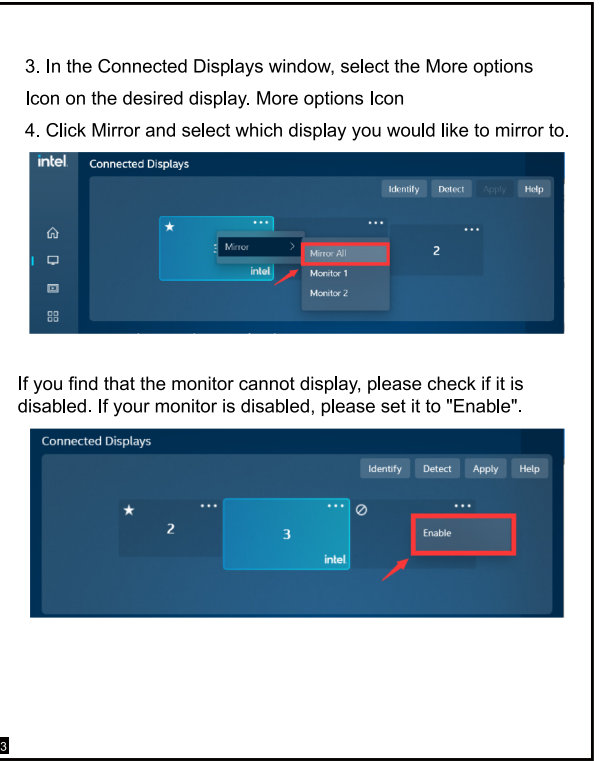 3. In the Connected Displays window, select the More options
Icon on the desired display. More options Icon
4. Click Mirror and select which display you would like to mirror to.
intel
Connected Displays
Identify Detect Apply Help
Mirror
Mirror All
2
intel
Monitor 1
Monitor 2
If you find that the monitor cannot display, please check if it is
disabled. If your monitor is disabled, please set it to "Enable".
Connected Displays
Identify Detect Apply Help
2
3
Enable
intel
3